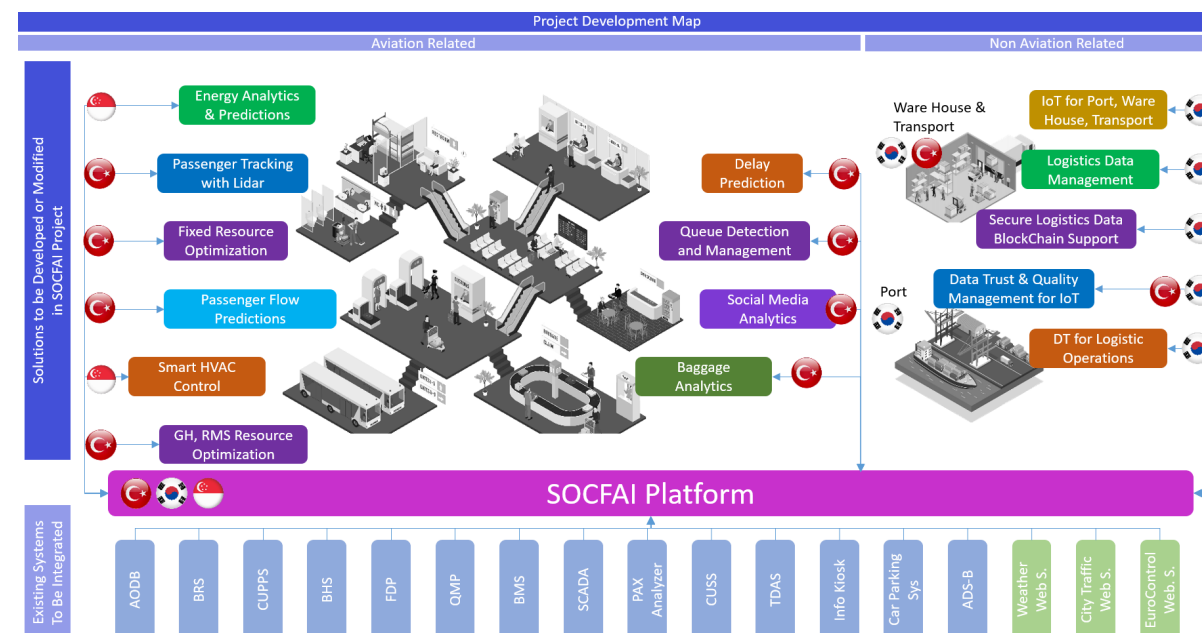 Project Development Map
Aviation Related
Non Aviation Related
Solutions to be Developed or Modified
in SOCFAI Project
Energy Analytics
& Predictions
Passenger Tracking
with Lidar
Fixed Resource
Optimization
Passenger Flow
Predictions
Smart HVAC
Control
GH, RMS Resource
Optimization
Delay
Prediction
Queue Detection
and Management
Social Media
Analytics
Baggage
Analytics
Ware House &
Transport
Port
IoT for Port, Ware
House, Transport
Logistics Data
Management
Secure Logistics Data
BlockChain Support
Data Trust & Quality
Management for IoT
DT for Logistic
Operations
SOCFAI Platform
Existing Systems
To Be Integrated
AODB
BRS
CUPPS
BHS
FDP
QMP
BMS
SCADA
PAX
Analyzer
CUSS
TDAS
Info Kiosk
Car Parking
Sys
ADS-B
Weather
Web S.
City Traffic
Web S.
EuroControl
Web. S.